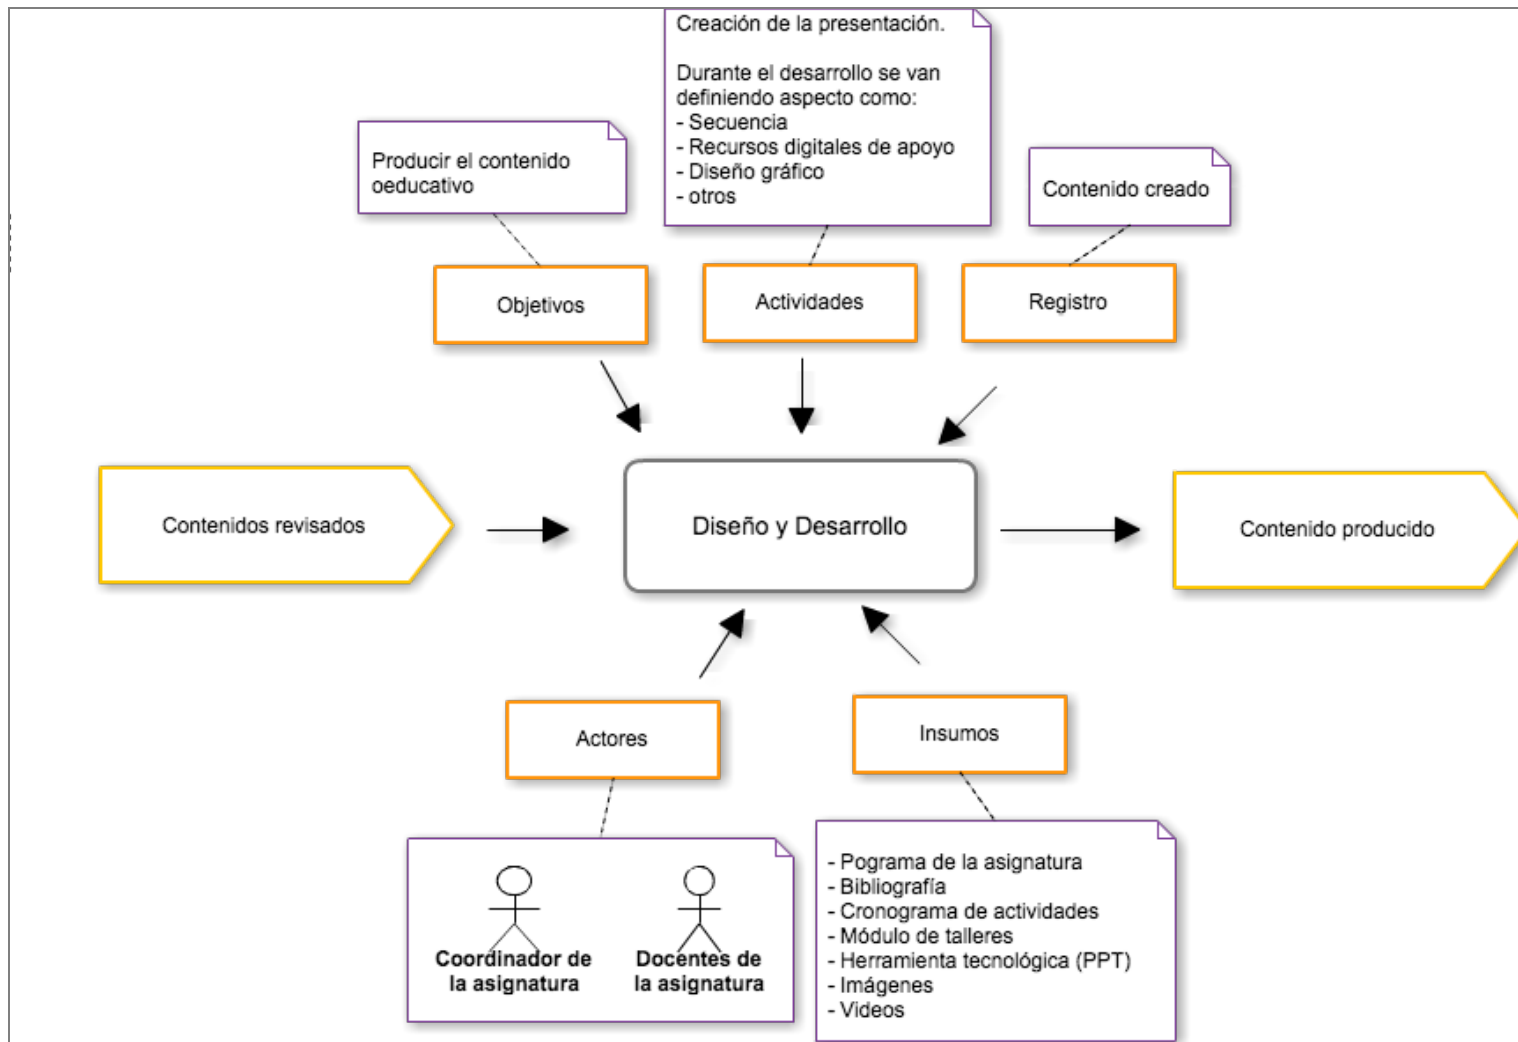 Creación de la presentación.
Durante el desarrollo se van
definiendo aspecto como:
- Secuencia
- Recursos digitales de apoyo
- Diseño gráfico
- otros
Producir el contenido
oeducativo
Contenido creado
Objetivos
Actividades
Registro
Contenidos revisados
Diseño y Desarrollo
Contenido producido
Actores
Insumos
Coordinador de
la asignatura
Docentes de
la asignatura
- Pograma de la asignatura
- Bibliografía
- Cronograma de actividades
- Módulo de talleres
- Herramienta tecnológica (PPT)
- Imágenes
- Videos